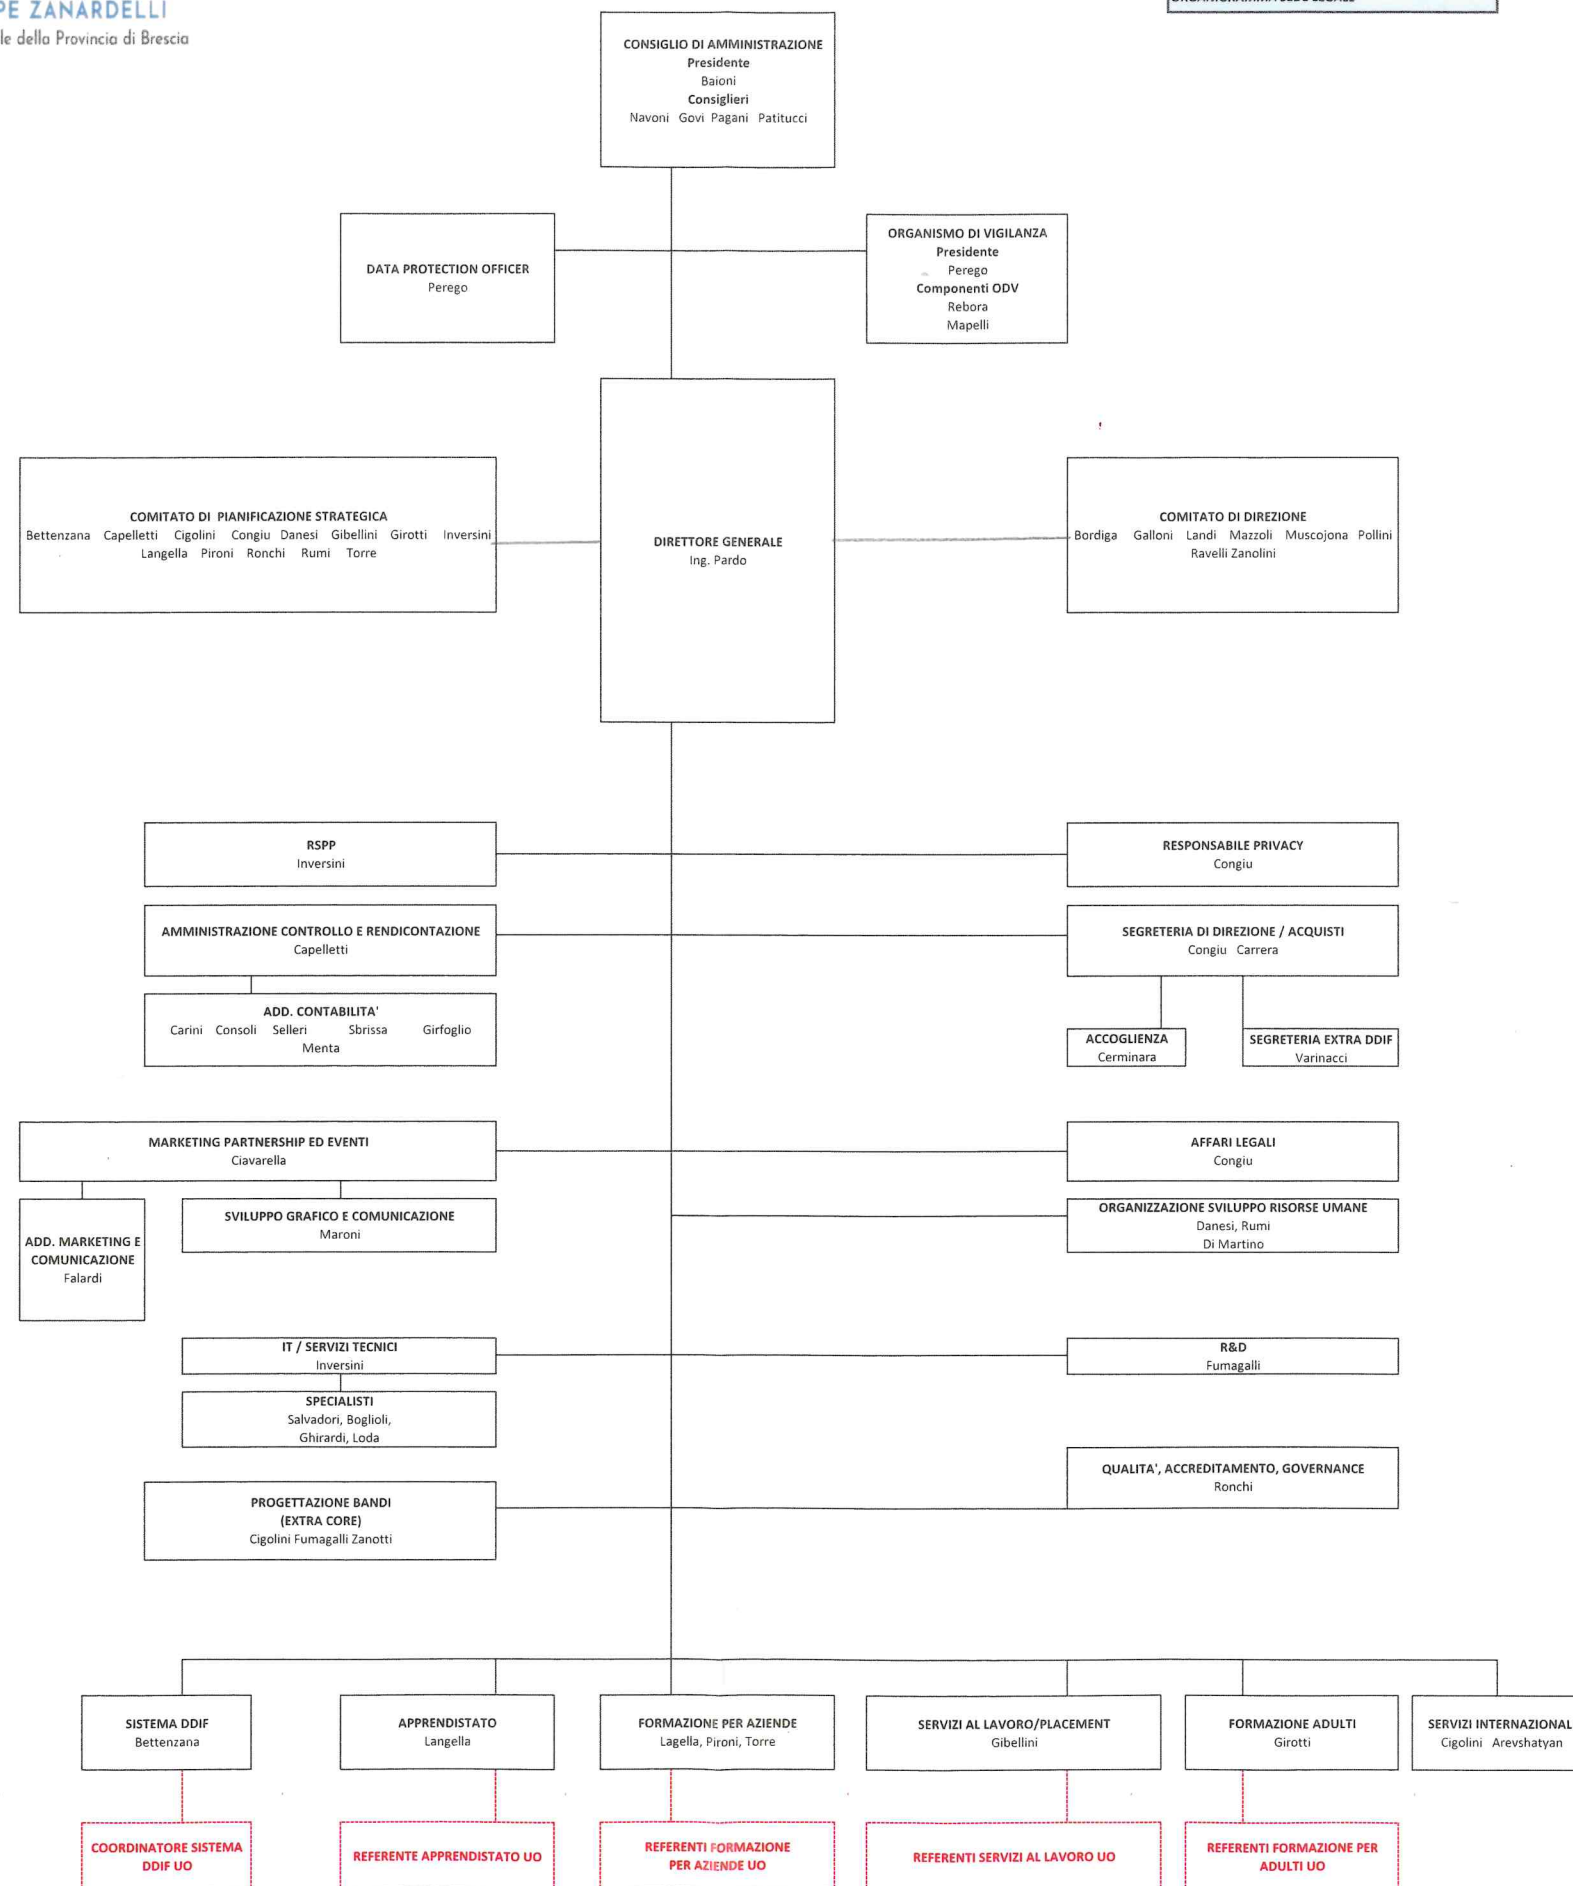 PE ZANARDELLI
le della Provincia di Brescia
CONSIGLIO DI AMMINISTRAZIONE
Presidente
Baioni
Consiglieri
Navoni Govi Pagani Patitucci
DATA PROTECTION OFFICER
Perego
ORGANISMO DI VIGILANZA
Presidente
Perego
Componenti ODV
Rebora
Mapelli
COMITATO DI PIANIFICAZIONE STRATEGICA
Bettenzana Capelletti Cigolini Congiu Danesi Gibellini Girotti Inversini
Langella Pironi Ronchi Rumi Torre
DIRETTORE GENERALE
Ing. Pardo
COMITATO DI DIREZIONE
Bordiga Galloni Landi Mazzoli Muscojona Pollini
Ravelli Zanolini
RSPP
Inversini
RESPONSABILE PRIVACY
Congiu
AMMINISTRAZIONE CONTROLLO E RENDICONTAZIONE
Capelletti
SEGRETERIA DI DIREZIONE / ACQUISTI
Congiu Carrera
ADD. CONTABILITA'
Carini Consoli Selleri Sbrissa Girfoglio
Menta
ACCOGLIENZA
Cerminara
SEGRETERIA EXTRA DDIF
Varinacci
MARKETING PARTNERSHIP ED EVENTI
Ciavarella
AFFARI LEGALI
Congiu
ADD. MARKETING E
COMUNICAZIONE
Falardi
SVILUPPO GRAFICO E COMUNICAZIONE
Maroni
ORGANIZZAZIONE SVILUPPO RISORSE UMANE
Danesi, Rumi
Di Martino
IT / SERVIZI TECNICI
Inversini
R&D
Fumagalli
SPECIALISTI
Salvadori, Boglioli,
Ghirardi, Loda
QUALITA', ACCREDITAMENTO, GOVERNANCE
Ronchi
PROGETTAZIONE BANDI
(EXTRA CORE)
Cigolini Fumagalli Zanotti
SISTEMA DDIF
Bettenzana
APPRENDISTATO
Langella
FORMAZIONE PER AZIENDE
Lagella, Pironi, Torre
SERVIZI AL LAVORO/PLACEMENT
Gibellini
FORMAZIONE ADULTI
Girotti
SERVIZI INTERNAZIONAL
Cigolini Arevshatyan
COORDINATORE SISTEMA
DDIF UO
REFERENTE APPRENDISTATO UO
REFERENTI FORMAZIONE
PER AZIENDE UO
REFERENTI SERVIZI AL LAVORO UO
REFERENTI FORMAZIONE PER
ADULTI UO